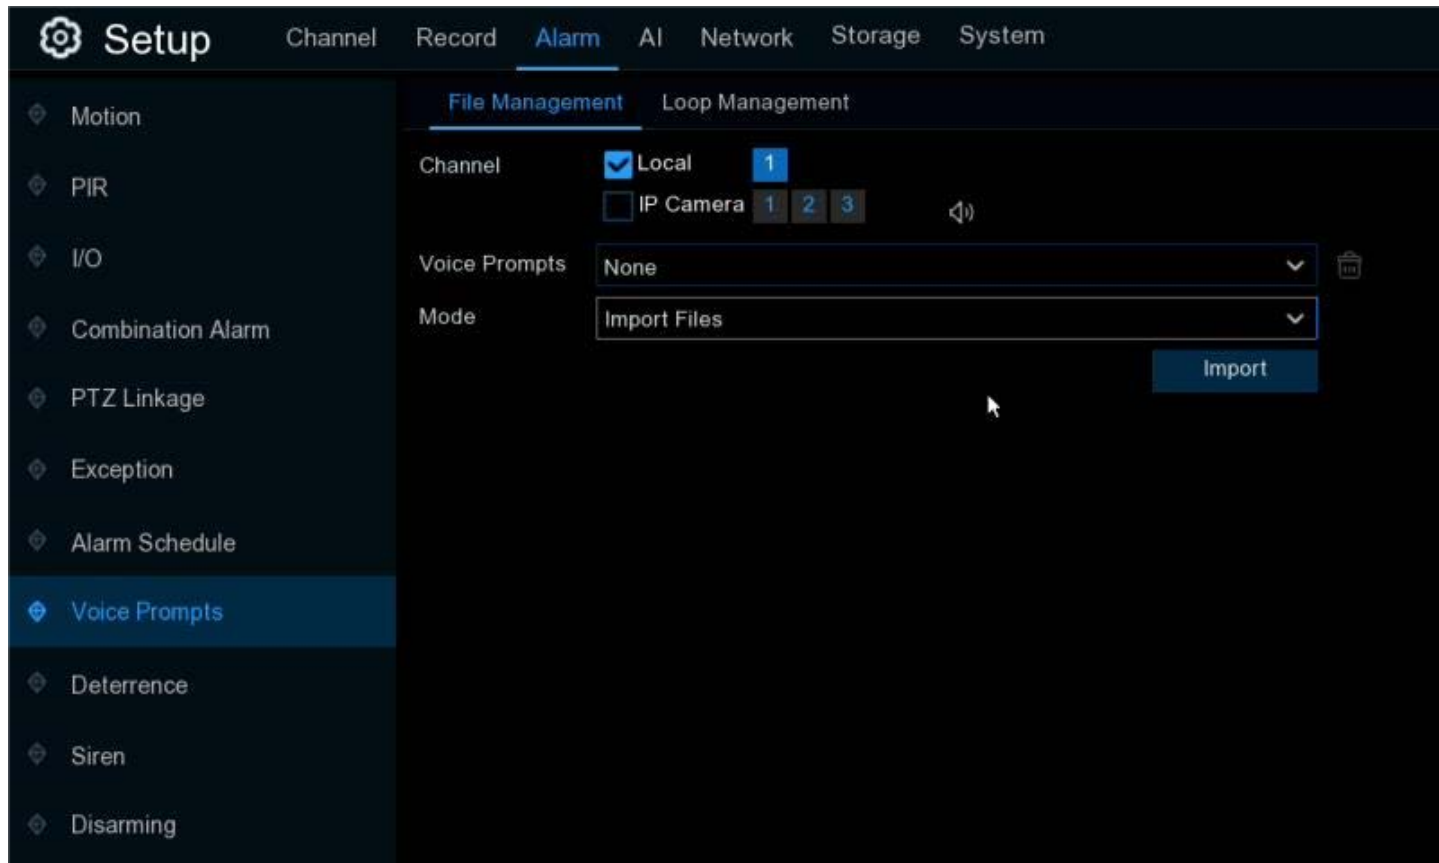 Setup Channel Record Alarm AI Network Storage System
File Management Loop Management
Motion
PIR
I/O
Combination Alarm
PTZ Linkage
Exception
Alarm Schedule
Voice Prompts
Deterrence
Siren
Disarming
Channel Local 1
IP Camera 1 2 3
Voice Prompts None
Mode Import Files
Import